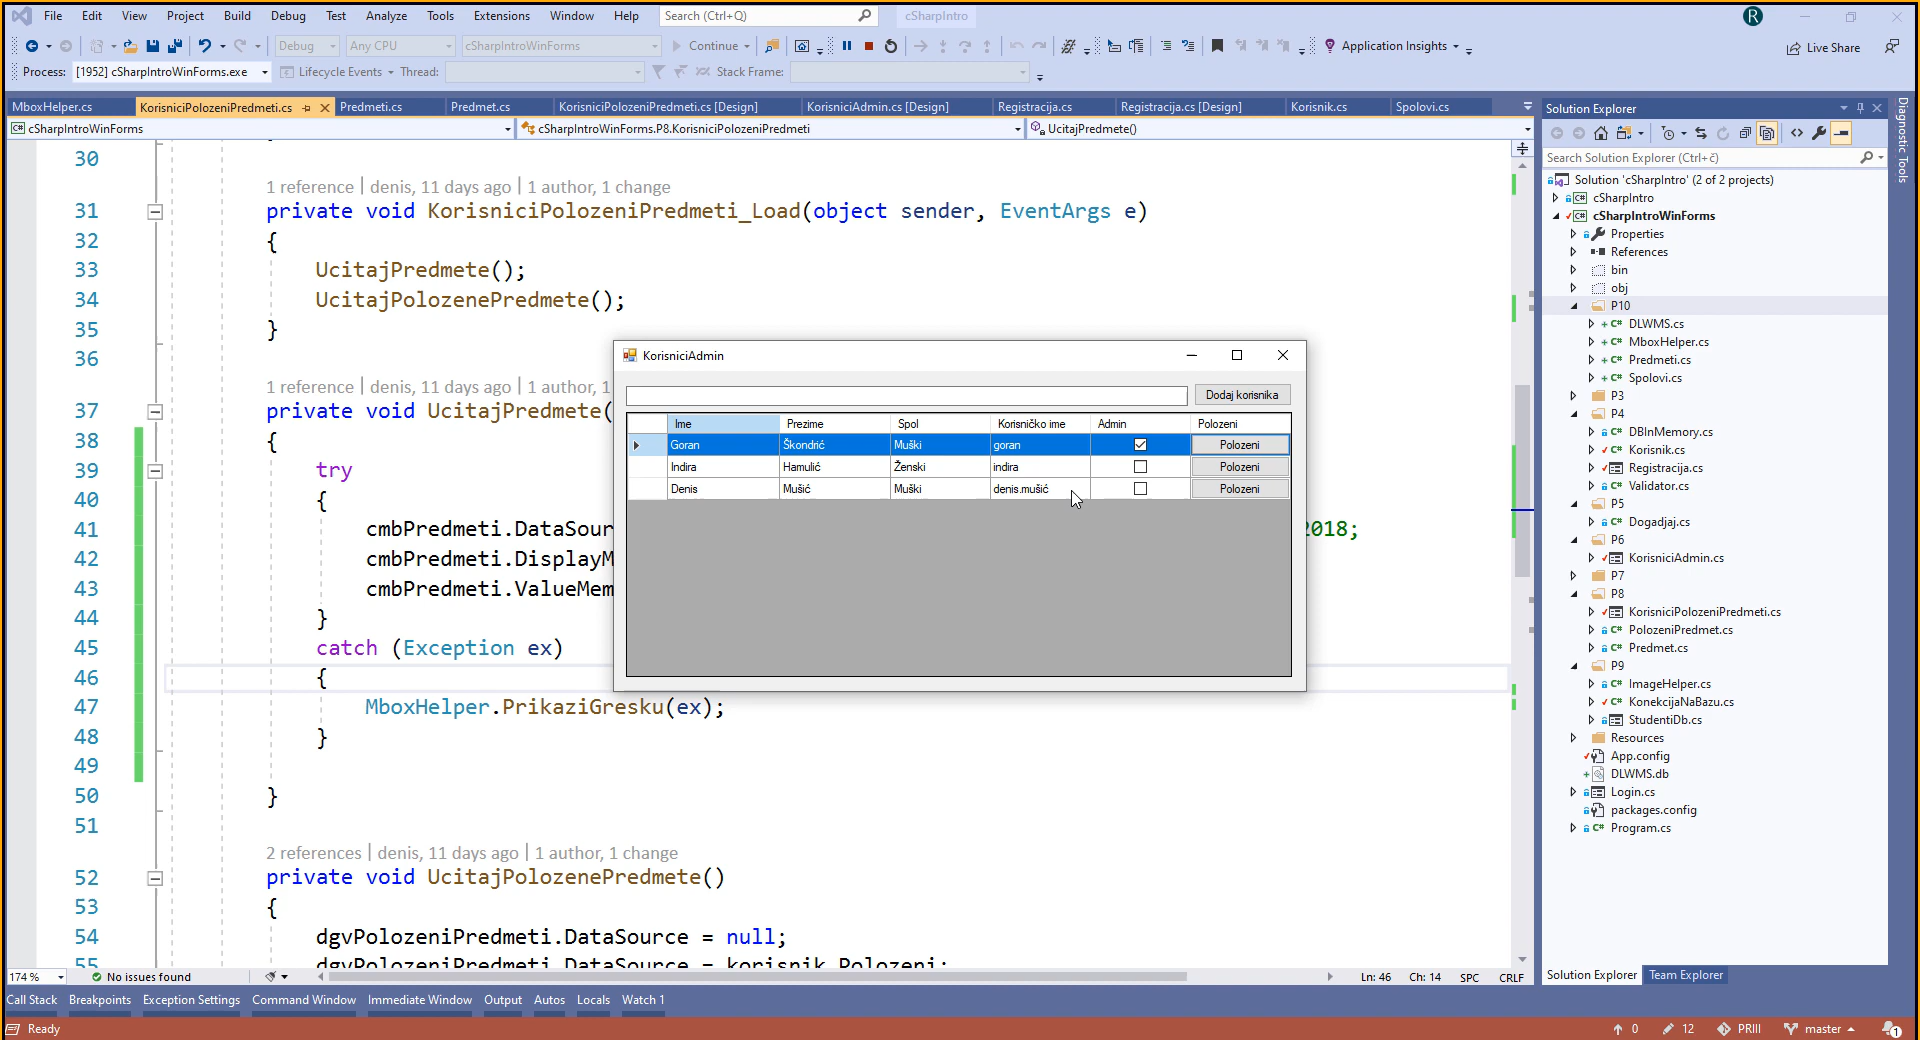 File Edit View Project Build Debug Test Analyze Tools Extensions Window Help Search (Ctrl+Q) cSharpIntro R
Debug Any CPU cSharpIntroWinForms Continue Application Insights Live Share
Process: [1952] cSharpIntroWinForms.exe Lifecycle Events Thread: Stack Frame:
MboxHelper.cs KorisniciPolozeniPredmeti.cs Predmeti.cs Predmet.cs KorisniciPolozeniPredmeti.cs [Design] KorisniciAdmin.cs [Design] Registracija.cs Registracija.cs [Design] Korisnik.cs Spolovi.cs
cSharpIntroWinForms cSharpIntroWinForms.P8.KorisniciPolozeniPredmeti UcitajPredmete()
30
1 reference | denis, 11 days ago | 1 author, 1 change
31 private void KorisniciPolozeniPredmeti_Load(object sender, EventArgs e)
32 {
33 UcitajPredmete();
34 UcitajPolozenePredmete();
35 }
36
1 reference | denis, 11 days ago | 1
37 private void UcitajPredmete(
38 {
39 try
40 {
41 cmbPredmeti.DataSour 2018;
42 cmbPredmeti.DisplayM
43 cmbPredmeti.ValueMem
44 }
45 catch (Exception ex)
46 {
47 MboxHelper.PrikaziGresku(ex);
48 }
49
50 }
51
2 references | denis, 11 days ago | 1 author, 1 change
52 private void UcitajPolozenePredmete()
53 {
54 dgvPolozeniPredmeti.DataSource = null;
55 dgvPolozeniPredmeti.DataSource = korisnik.Polozeni;
KorisniciAdmin
Dodaj korisnika
Ime Prezime Spol Korisničko ime Admin Polozeni
Goran Škondrić Muški goran Polozeni
Indira Hamulić Ženski indira Polozeni
Denis Mušić Muški denis.mušić Polozeni
174 % No issues found Ln: 46 Ch: 14 SPC CRLF
Call Stack Breakpoints Exception Settings Command Window Immediate Window Output Autos Locals Watch 1
Ready 0 12 PRIII master 1
Solution Explorer
Search Solution Explorer (Ctrl+č)
Solution 'cSharpIntro' (2 of 2 projects)
cSharpIntro
cSharpIntroWinForms
Properties
References
bin
obj
P10
DLWMS.cs
MboxHelper.cs
Predmeti.cs
Spolovi.cs
P3
P4
DBInMemory.cs
Korisnik.cs
Registracija.cs
Validator.cs
P5
Dogadjaj.cs
P6
KorisniciAdmin.cs
P7
P8
KorisniciPolozeniPredmeti.cs
PolozeniPredmet.cs
Predmet.cs
P9
ImageHelper.cs
KonekcijaNaBazu.cs
StudentiDb.cs
Resources
App.config
DLWMS.db
Login.cs
packages.config
Program.cs
Solution Explorer Team Explorer
Diagnostic Tools